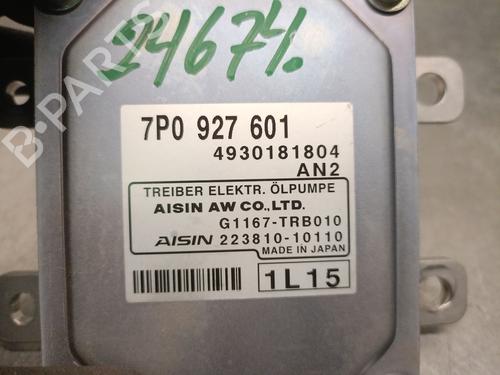 24674.
B-PARTS
7P0 927 601
4930181804
AN2
TREIBER ELEKTR. ÖLPUMPE
AISIN AW CO.,LTD.
G1167-TRB010
AISIN 223810-10110
MADE IN JAPAN
1L15